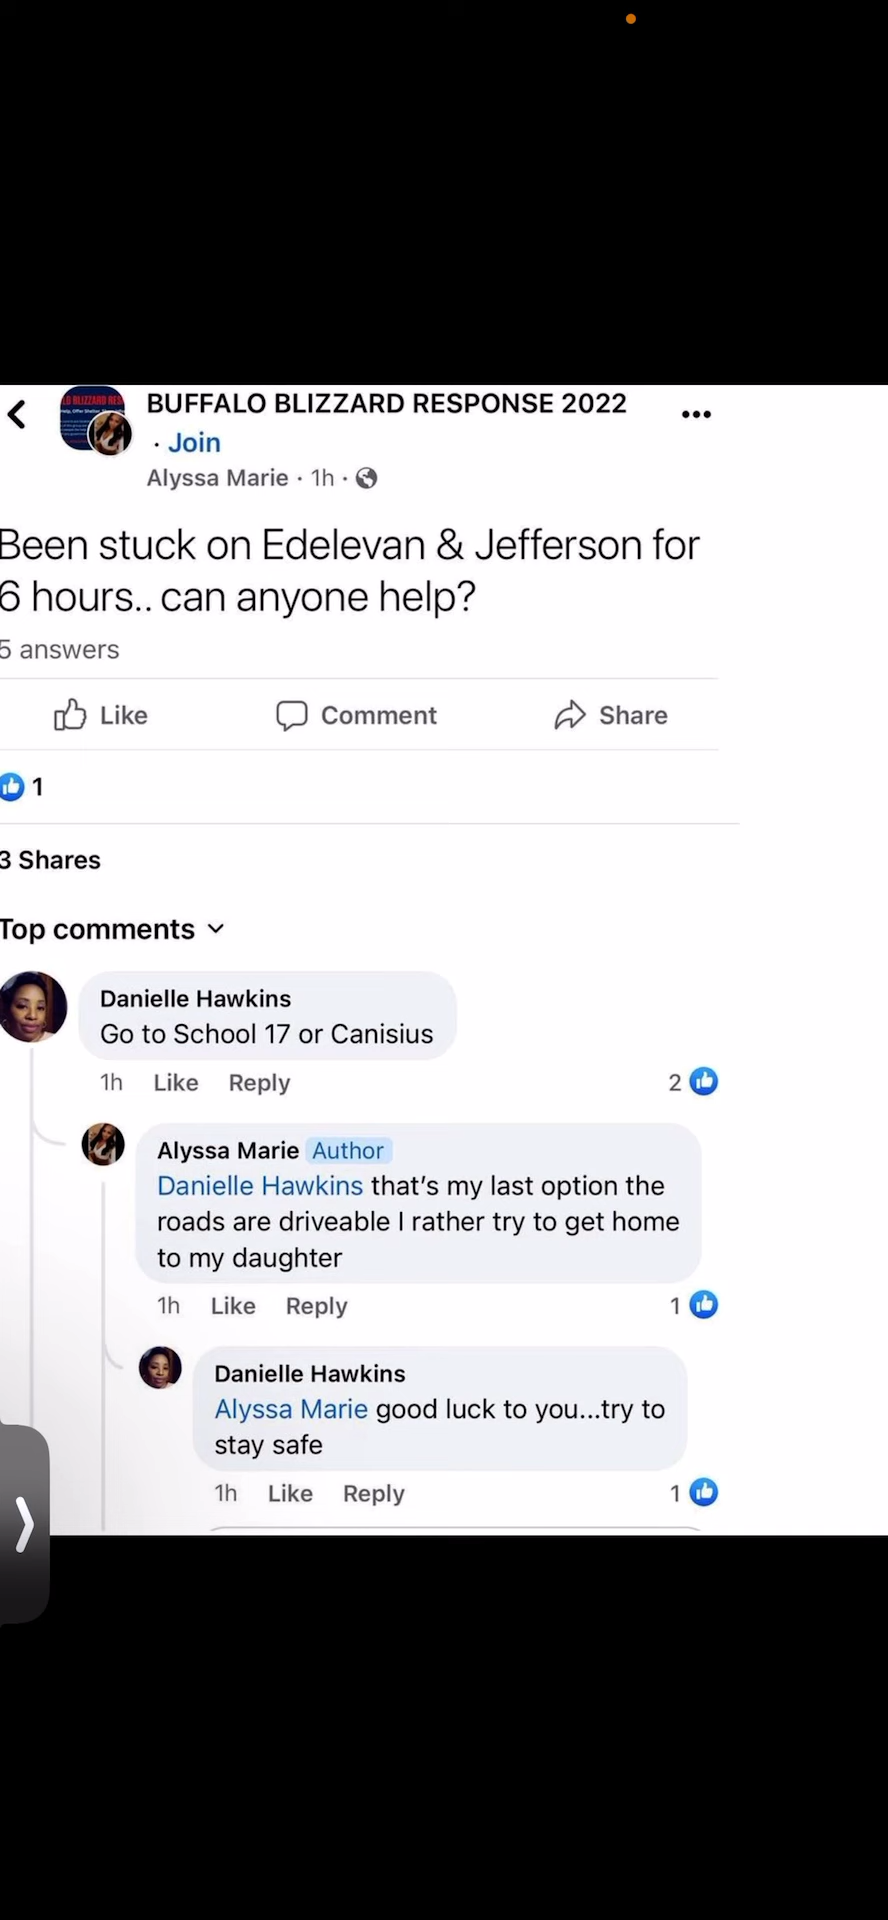 BUFFALO BLIZZARD RESPONSE 2022
· Join
Alyssa Marie · 1h ·
Been stuck on Edelevan & Jefferson for
6 hours.. can anyone help?
5 answers
Like Comment Share
1
3 Shares
Top comments
Danielle Hawkins
Go to School 17 or Canisius
1h Like Reply 2
Alyssa Marie Author
Danielle Hawkins that's my last option the
roads are driveable I rather try to get home
to my daughter
1h Like Reply 1
Danielle Hawkins
Alyssa Marie good luck to you...try to
stay safe
1h Like Reply 1